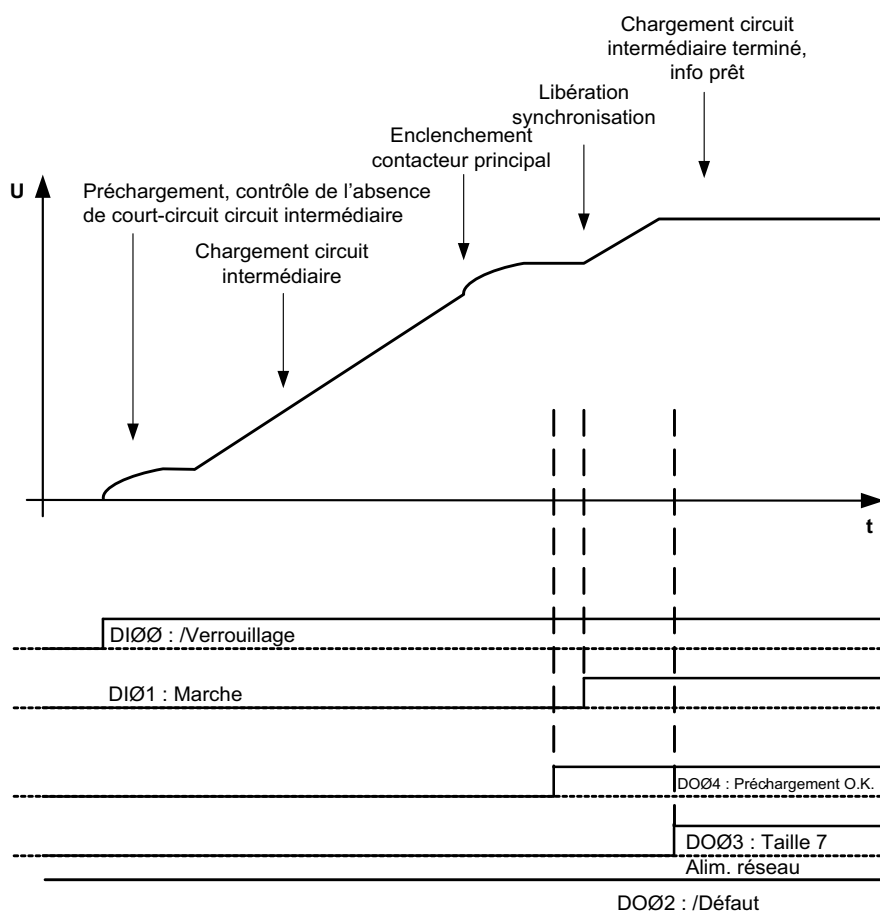 Chargement circuit
intermédiaire terminé,
info prêt
Libération
synchronisation
Enclenchement
contacteur principal
U
Préchargement, contrôle de l’absence
de court-circuit circuit intermédiaire
Chargement circuit
intermédiaire
t
DIØØ : /Verrouillage
DIØ1 : Marche
DOØ4 : Préchargement O.K.
DOØ3 : Taille 7
Alim. réseau
DOØ2 : /Défaut